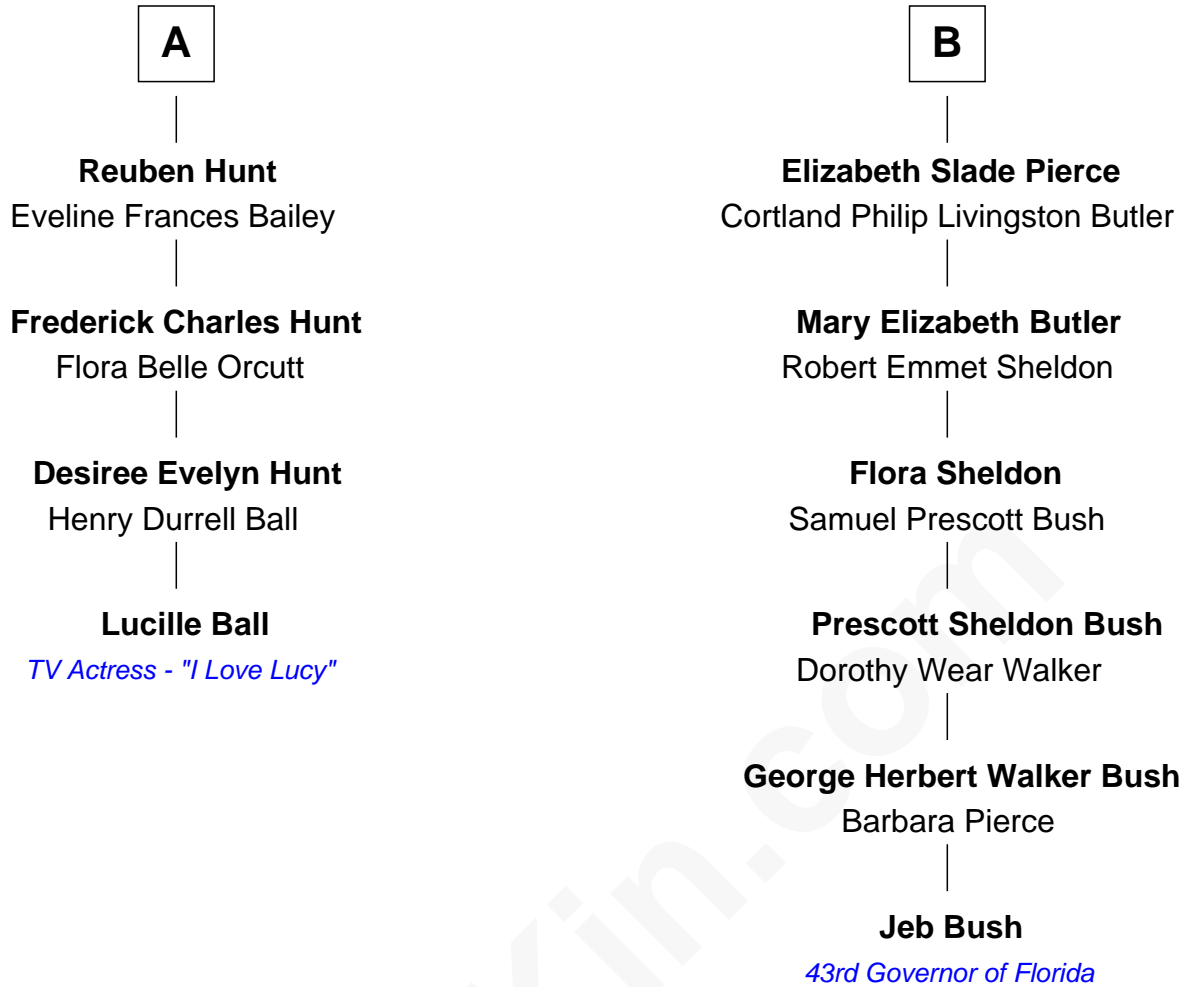 A
Reuben Hunt
Eveline Frances Bailey
Frederick Charles Hunt
Flora Belle Orcutt
Desiree Evelyn Hunt
Henry Durrell Ball
Lucille Ball
TV Actress - "I Love Lucy"
B
Elizabeth Slade Pierce
Cortland Philip Livingston Butler
Mary Elizabeth Butler
Robert Emmet Sheldon
Flora Sheldon
Samuel Prescott Bush
Prescott Sheldon Bush
Dorothy Wear Walker
George Herbert Walker Bush
Barbara Pierce
Jeb Bush
43rd Governor of Florida
Kin.com